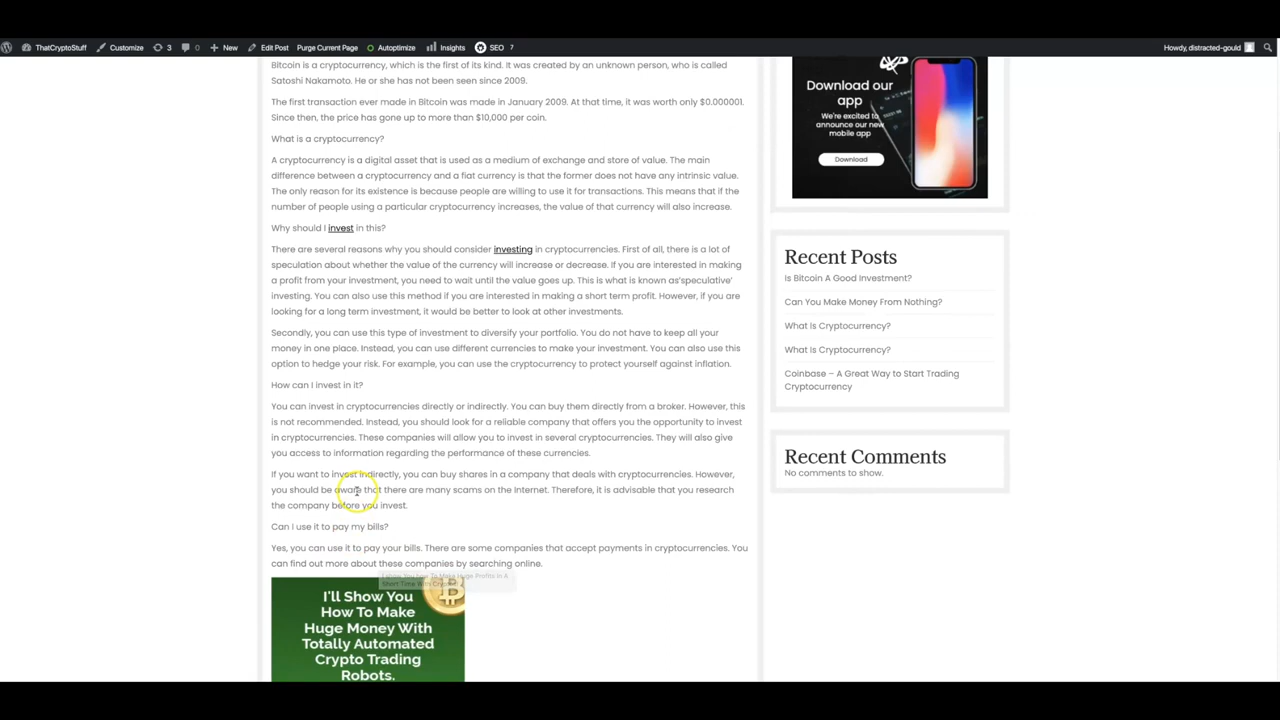 ThatCryptoStuff Customize 3 0 New Edit Post Purge Current Page Autoptimize Insights SEO 7 Howdy, distracted-gould
Bitcoin is a cryptocurrency, which is the first of its kind. It was created by an unknown person, who is called
Satoshi Nakamoto. He or she has not been seen since 2009.
The first transaction ever made in Bitcoin was made in January 2009. At that time, it was worth only $0.000001.
Since then, the price has gone up to more than $10,000 per coin.
What is a cryptocurrency?
A cryptocurrency is a digital asset that is used as a medium of exchange and store of value. The main
difference between a cryptocurrency and a fiat currency is that the former does not have any intrinsic value.
The only reason for its existence is because people are willing to use it for transactions. This means that if the
number of people using a particular cryptocurrency increases, the value of that currency will also increase.
Why should I invest in this?
There are several reasons why you should consider investing in cryptocurrencies. First of all, there is a lot of
speculation about whether the value of the currency will increase or decrease. If you are interested in making
a profit from your investment, you need to wait until the value goes up. This is what is known as'speculative'
investing. You can also use this method if you are interested in making a short term profit. However, if you are
looking for a long term investment, it would be better to look at other investments.
Secondly, you can use this type of investment to diversify your portfolio. You do not have to keep all your
money in one place. Instead, you can use different currencies to make your investment. You can also use this
option to hedge your risk. For example, you can use the cryptocurrency to protect yourself against inflation.
How can I invest in it?
You can invest in cryptocurrencies directly or indirectly. You can buy them directly from a broker. However, this
is not recommended. Instead, you should look for a reliable company that offers you the opportunity to invest
in cryptocurrencies. These companies will allow you to invest in several cryptocurrencies. They will also give
you access to information regarding the performance of these currencies.
If you want to invest indirectly, you can buy shares in a company that deals with cryptocurrencies. However,
you should be aware that there are many scams on the Internet. Therefore, it is advisable that you research
the company before you invest.
Can I use it to pay my bills?
Yes, you can use it to pay your bills. There are some companies that accept payments in cryptocurrencies. You
can find out more about these companies by searching online.
I show You how To Make Huge Profits In A
Short Time With
I'll Show You
How To Make
Huge Money With
Totally Automated
Crypto Trading
Robots.
Download our
app
We're excited to
announce our new
mobile app
Download
Recent Posts
Is Bitcoin A Good Investment?
Can You Make Money From Nothing?
What Is Cryptocurrency?
What Is Cryptocurrency?
Coinbase – A Great Way to Start Trading
Cryptocurrency
Recent Comments
No comments to show.